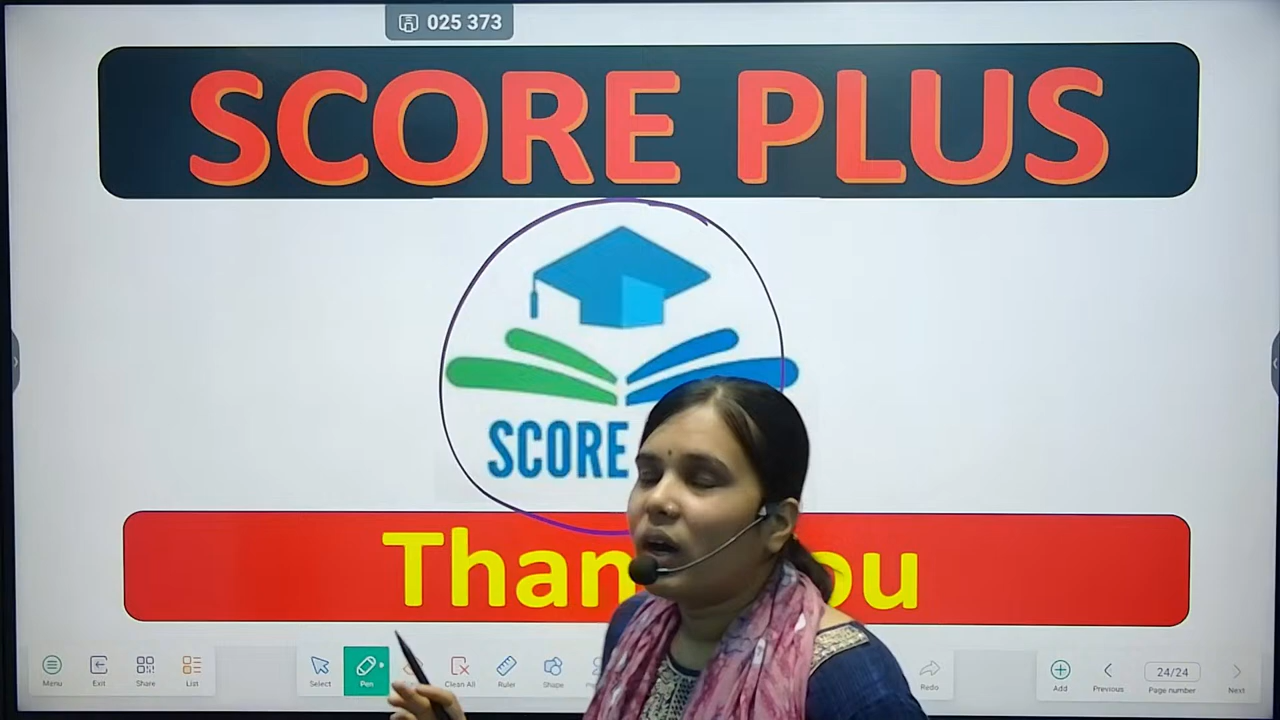 025 373
SCORE PLUS
SCORE
Than ou
Menu Exit Share List Select Pen Clean All Ruler Shape Redo Add Previous 24/24 Page number Next